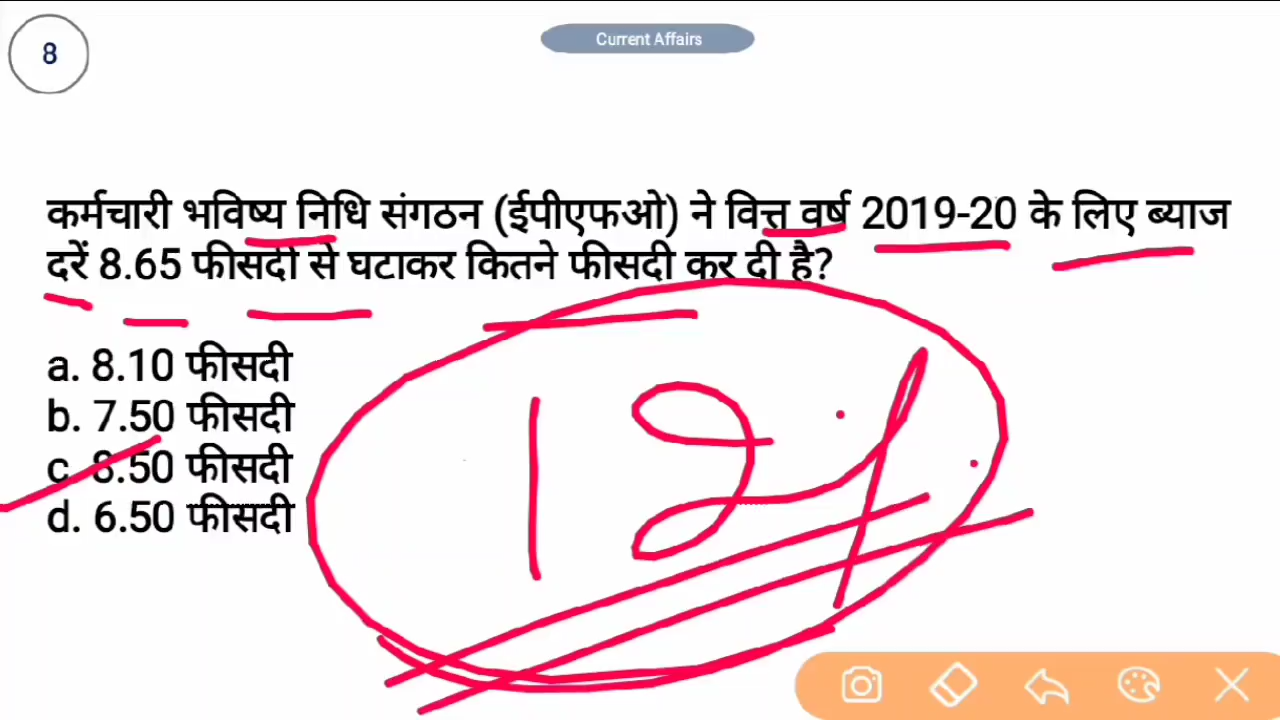 8
Current Affairs
कर्मचारी भविष्य निधि संगठन (ईपीएफओ) ने वित्त वर्ष 2019-20 के लिए ब्याज
दरें 8.65 फीसदी से घटाकर कितने फीसदी कर दी है?
a. 8.10 फीसदी
b. 7.50 फीसदी
c. 8.50 फीसदी
d. 6.50 फीसदी